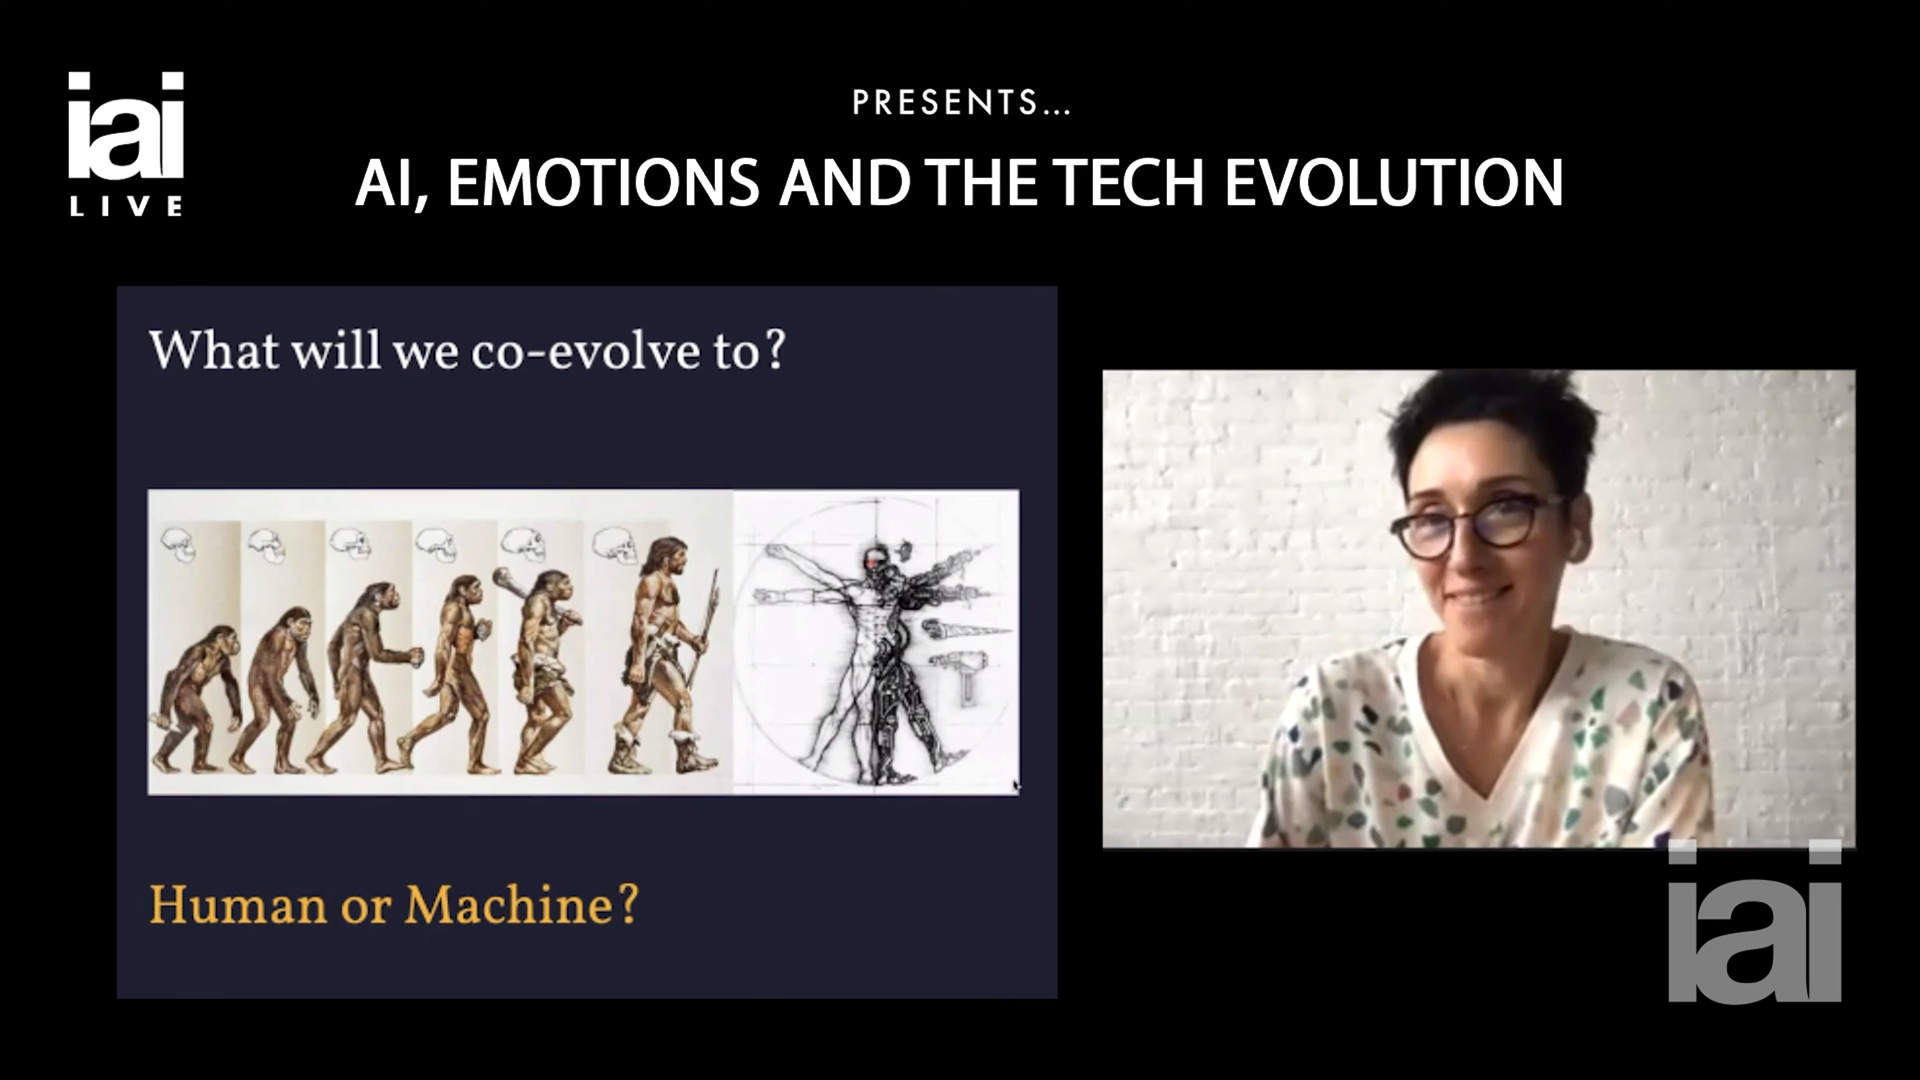 iai
LIVE
PRESENTS...
AI, EMOTIONS AND THE TECH EVOLUTION
What will we co-evolve to?
Human or Machine?
iai